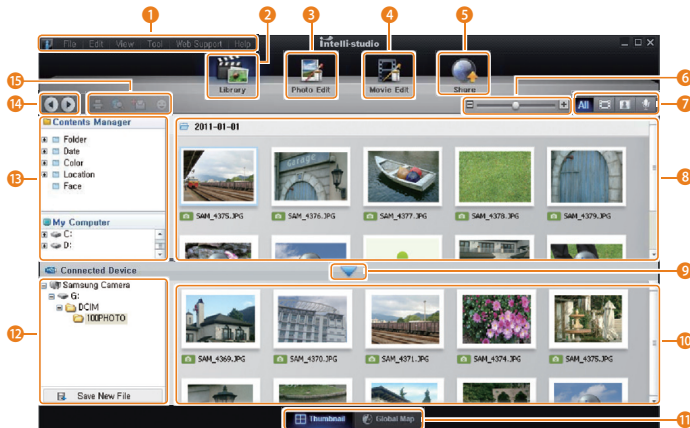 1
2
3
4
5
File Edit View Tool Web Support Help
Intelli-studio
15
6
Library
Photo Edit
Movie Edit
Share
14
All
7
Contents Manager
2011-01-01
Folder
Date
Color
Location
Face
13
8
SAM_4375.JPG
SAM_4376.JPG
SAM_4377.JPG
SAM_4378.JPG
SAM_4379.JPG
My Computer
C:
D:
Connected Device
9
Samsung Camera
G:
DCIM
100PHOTO
12
10
SAM_4369.JPG
SAM_4370.JPG
SAM_4371.JPG
SAM_4374.JPG
SAM_4375.JPG
Save New File
Thumbnail
Global Map
11